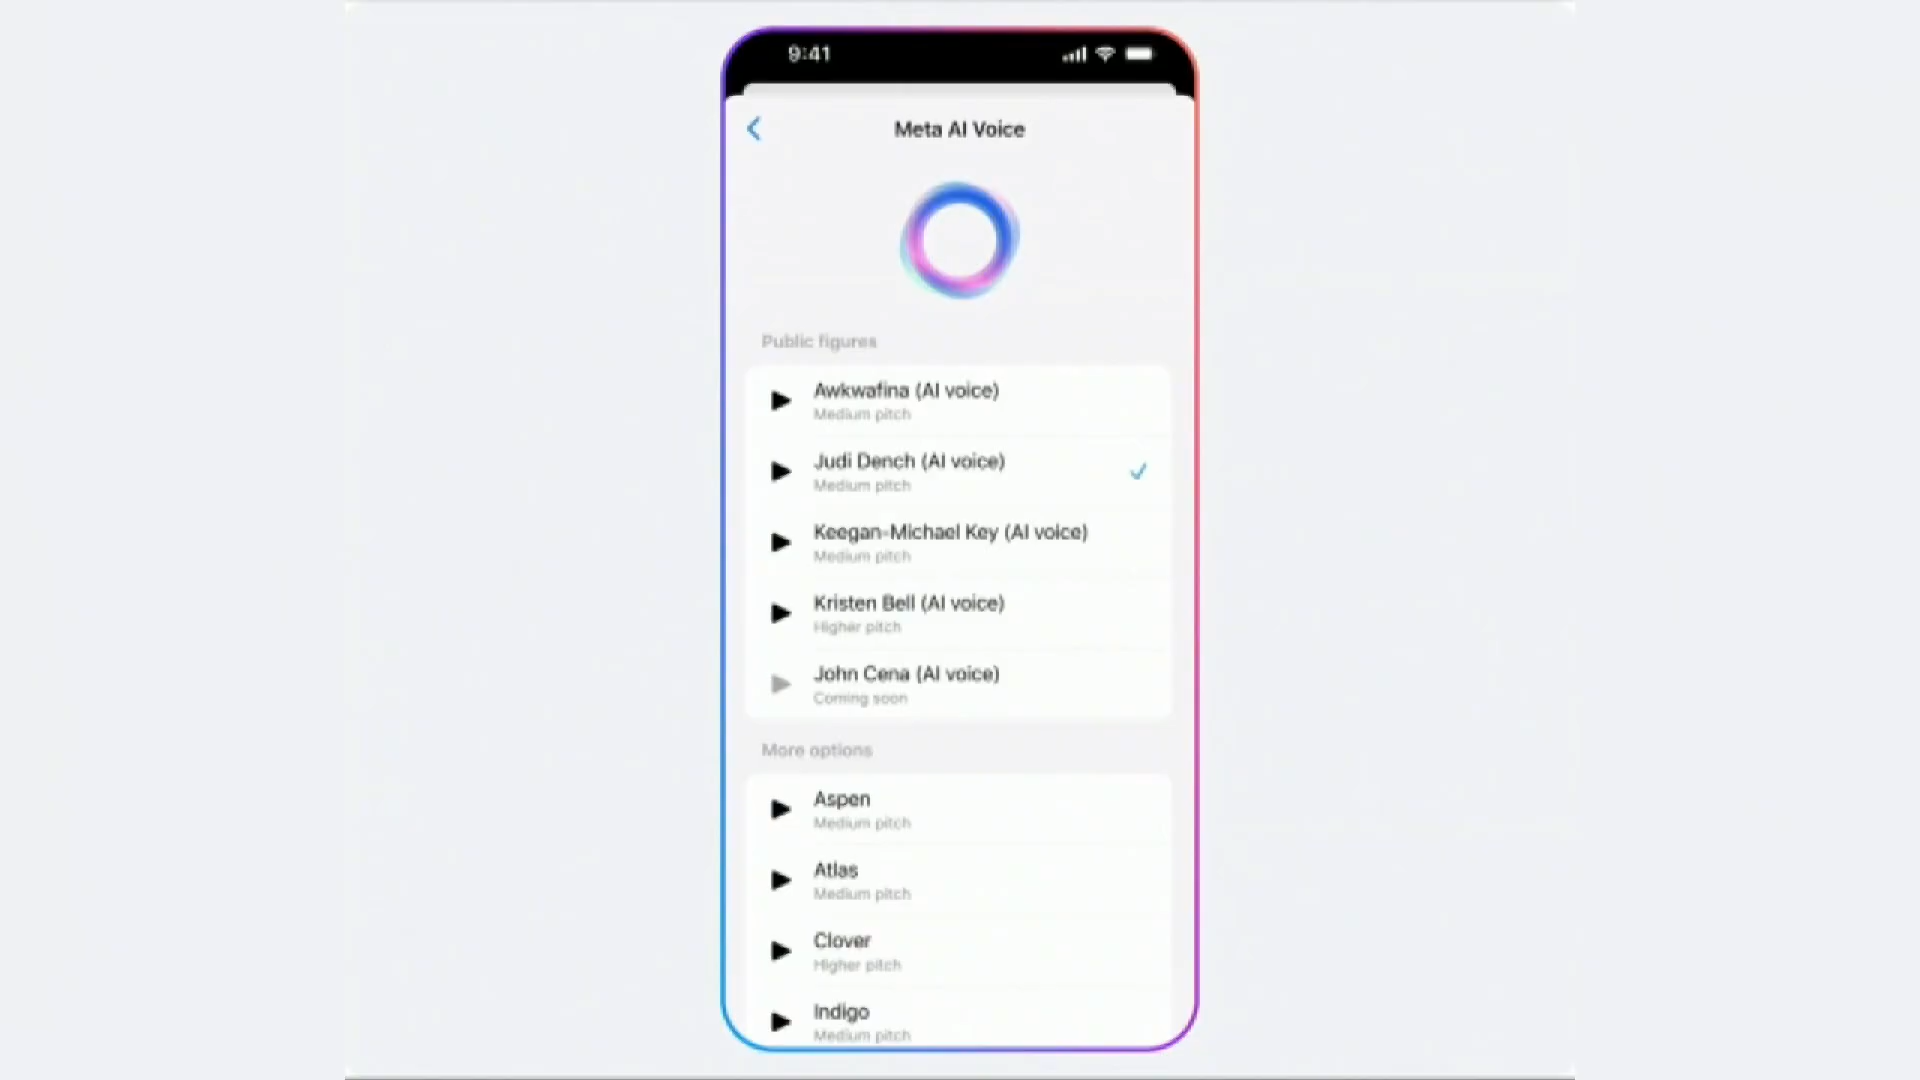 9:41
Meta AI Voice
Public figures
Awkwafina (AI voice)
Medium pitch
Judi Dench (AI voice)
Medium pitch
Keegan-Michael Key (AI voice)
Medium pitch
Kristen Bell (AI voice)
Higher pitch
John Cena (AI voice)
Coming soon
More options
Aspen
Medium pitch
Atlas
Medium pitch
Clover
Higher pitch
Indigo
Medium pitch